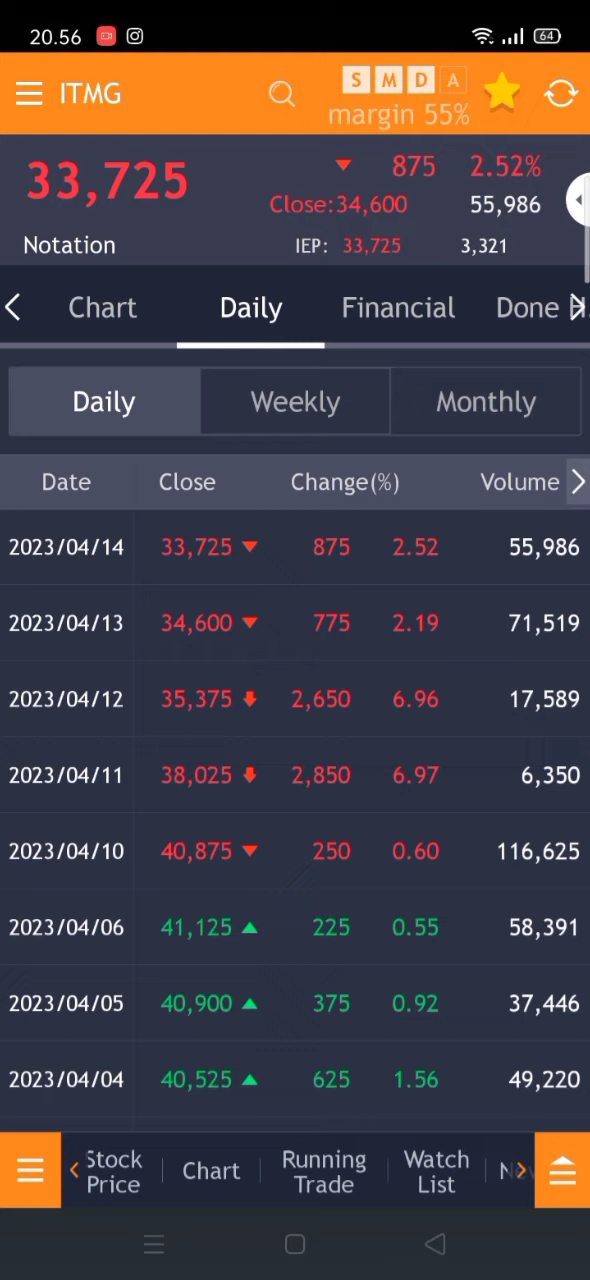 20.56
64
ITMG
S M D A
margin 55%
33,725
875 2.52%
Close:34,600 55,986
Notation IEP: 33,725 3,321
Chart Daily Financial Done H
Daily Weekly Monthly
Date Close Change(%) Volume
2023/04/14 33,725 875 2.52 55,986
2023/04/13 34,600 775 2.19 71,519
2023/04/12 35,375 2,650 6.96 17,589
2023/04/11 38,025 2,850 6.97 6,350
2023/04/10 40,875 250 0.60 116,625
2023/04/06 41,125 225 0.55 58,391
2023/04/05 40,900 375 0.92 37,446
2023/04/04 40,525 625 1.56 49,220
Stock Price
Chart
Running Trade
Watch List